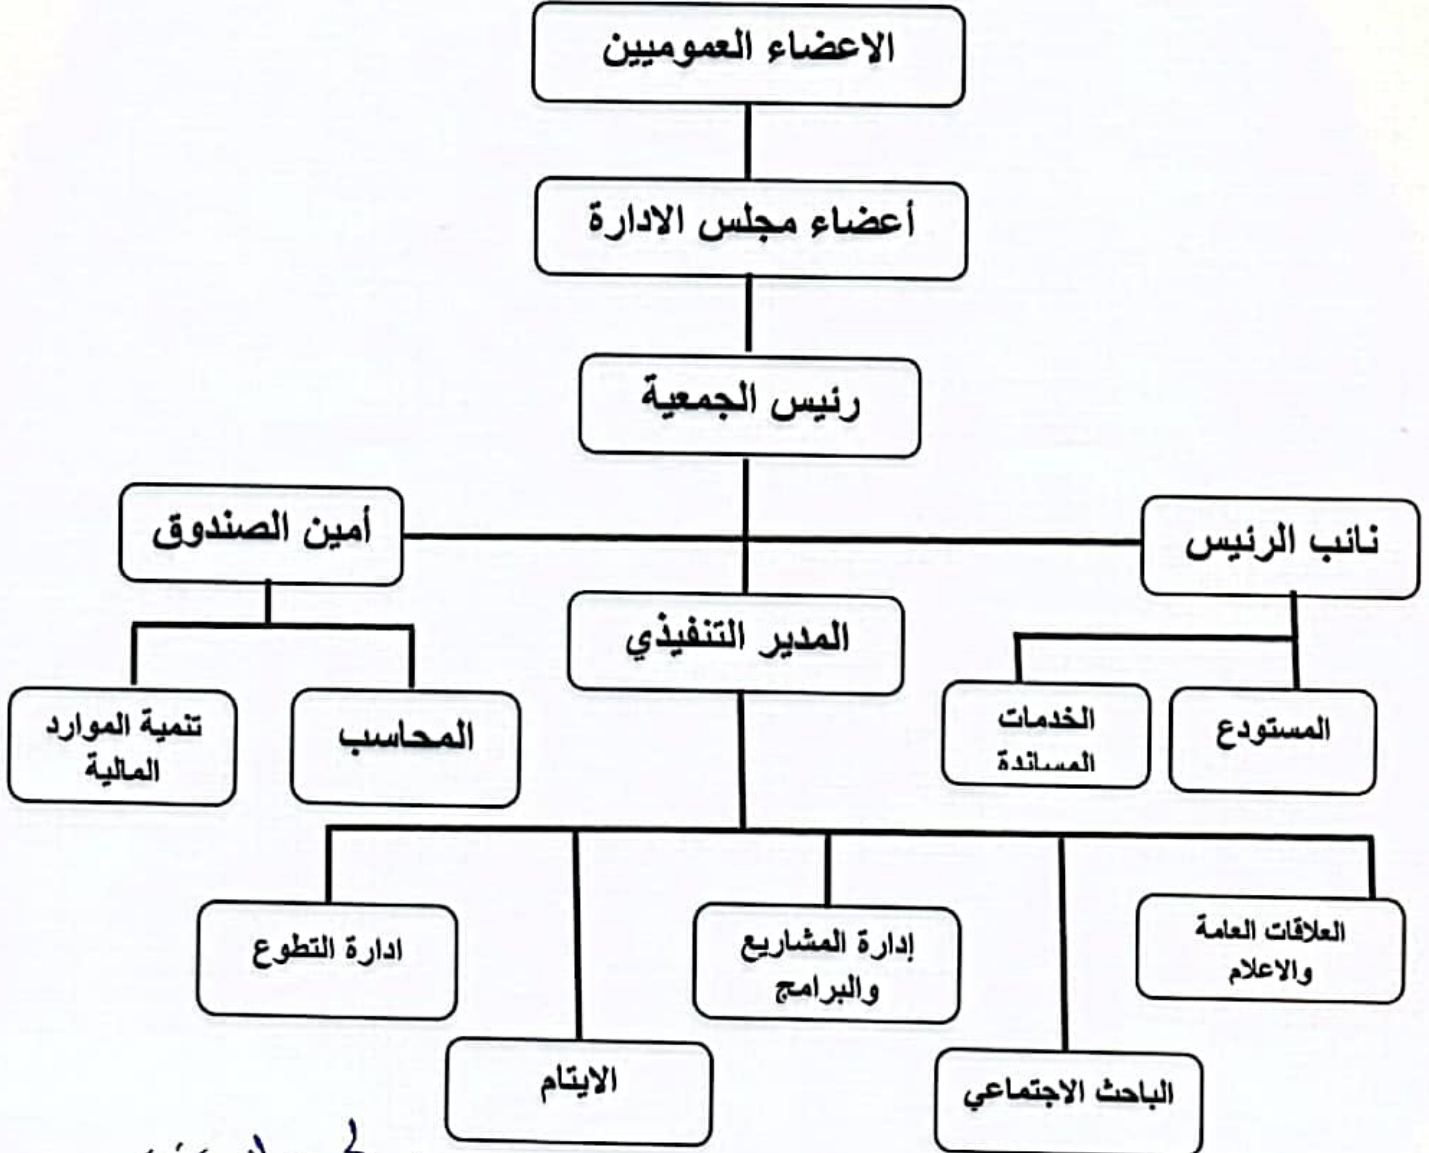 الاعضاء العموميين
أعضاء مجلس الادارة
رئيس الجمعية
نائب الرئيس
أمين الصندوق
المدير التنفيذي
المستودع
الخدمات
المساندة
المحاسب
تنمية الموارد
المالية
العلاقات العامة
والاعلام
الباحث الاجتماعي
إدارة المشاريع
والبرامج
الايتام
ادارة التطوع